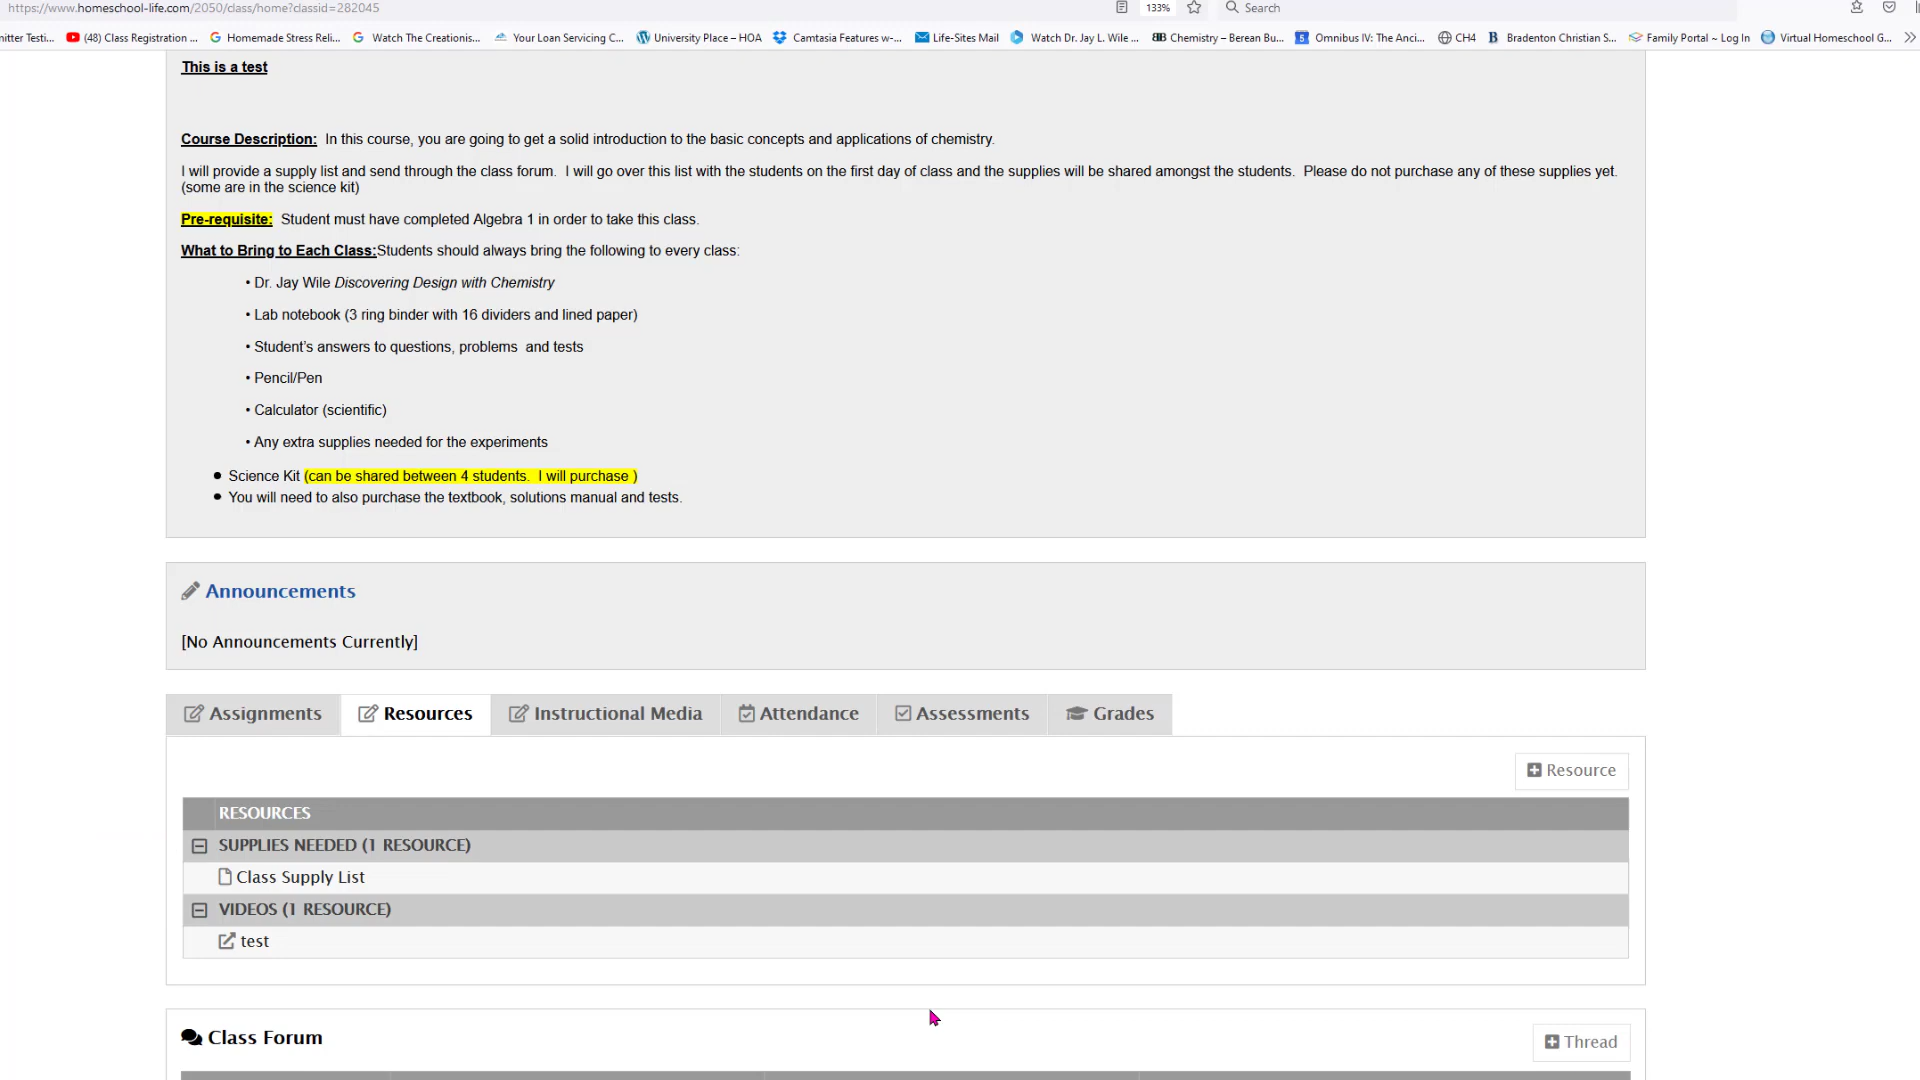 https://www.homeschool-life.com/2050/class/home?classid=282045
133%
Search
itter Testi...
(48) Class Registration ...
Homemade Stress Reli...
Watch The Creationis...
Your Loan Servicing C...
University Place – HOA
Camtasia Features w-...
Life-Sites Mail
Watch Dr. Jay L. Wile ...
Chemistry – Berean Bu...
Omnibus IV: The Anci...
CH4
Bradenton Christian S...
Family Portal ~ Log In
Virtual Homeschool G...
This is a test
Course Description: In this course, you are going to get a solid introduction to the basic concepts and applications of chemistry.
I will provide a supply list and send through the class forum. I will go over this list with the students on the first day of class and the supplies will be shared amongst the students. Please do not purchase any of these supplies yet.
(some are in the science kit)
Pre-requisite: Student must have completed Algebra 1 in order to take this class.
What to Bring to Each Class:Students should always bring the following to every class:
• Dr. Jay Wile Discovering Design with Chemistry
• Lab notebook (3 ring binder with 16 dividers and lined paper)
• Student’s answers to questions, problems and tests
• Pencil/Pen
• Calculator (scientific)
• Any extra supplies needed for the experiments
• Science Kit (can be shared between 4 students. I will purchase )
• You will need to also purchase the textbook, solutions manual and tests.
Announcements
[No Announcements Currently]
Assignments
Resources
Instructional Media
Attendance
Assessments
Grades
Resource
RESOURCES
SUPPLIES NEEDED (1 RESOURCE)
Class Supply List
VIDEOS (1 RESOURCE)
test
Class Forum
Thread